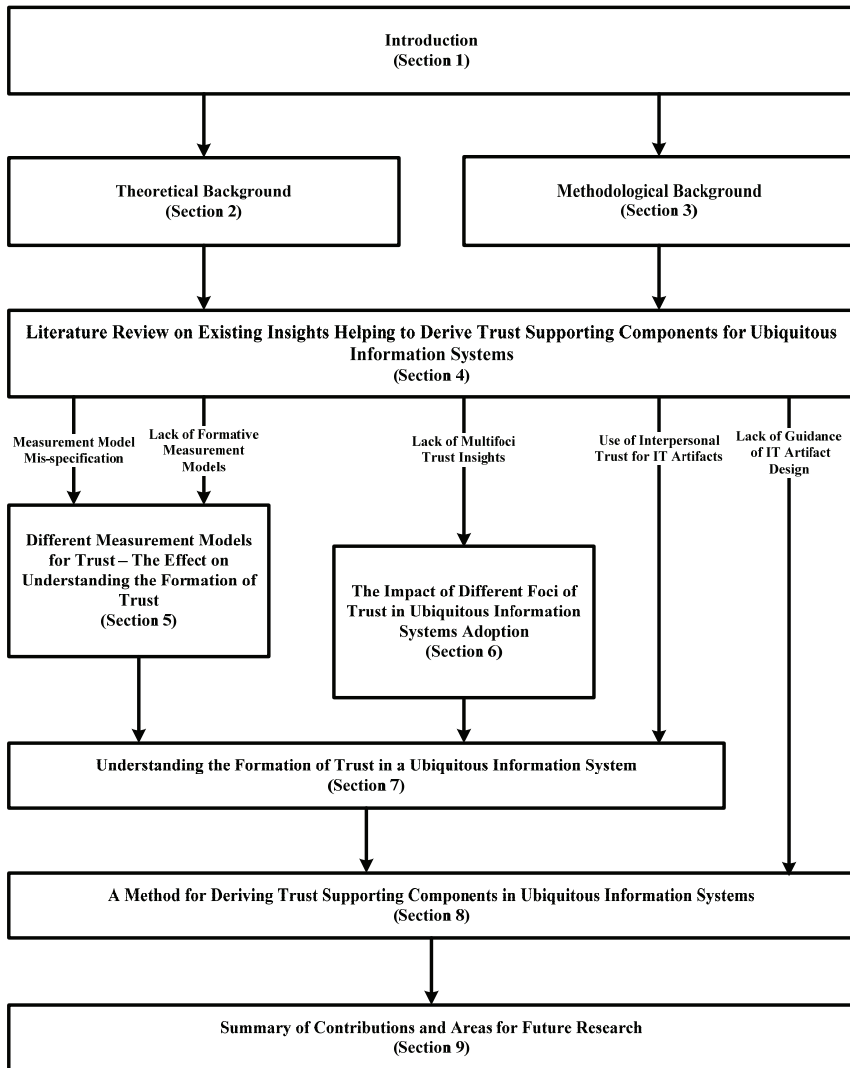 Introduction
(Section 1)
Theoretical Background
(Section 2)
Methodological Background
(Section 3)
Literature Review on Existing Insights Helping to Derive Trust Supporting Components for Ubiquitous
Information Systems
(Section 4)
Measurement Model
Mis-specification
Lack of Formative
Measurement
Models
Lack of Multifoci
Trust Insights
Use of Interpersonal
Trust for IT Artifacts
Lack of Guidance
of IT Artifact
Design
Different Measurement Models
for Trust – The Effect on
Understanding the Formation of
Trust
(Section 5)
The Impact of Different Foci of
Trust in Ubiquitous Information
Systems Adoption
(Section 6)
Understanding the Formation of Trust in a Ubiquitous Information System
(Section 7)
A Method for Deriving Trust Supporting Components in Ubiquitous Information Systems
(Section 8)
Summary of Contributions and Areas for Future Research
(Section 9)